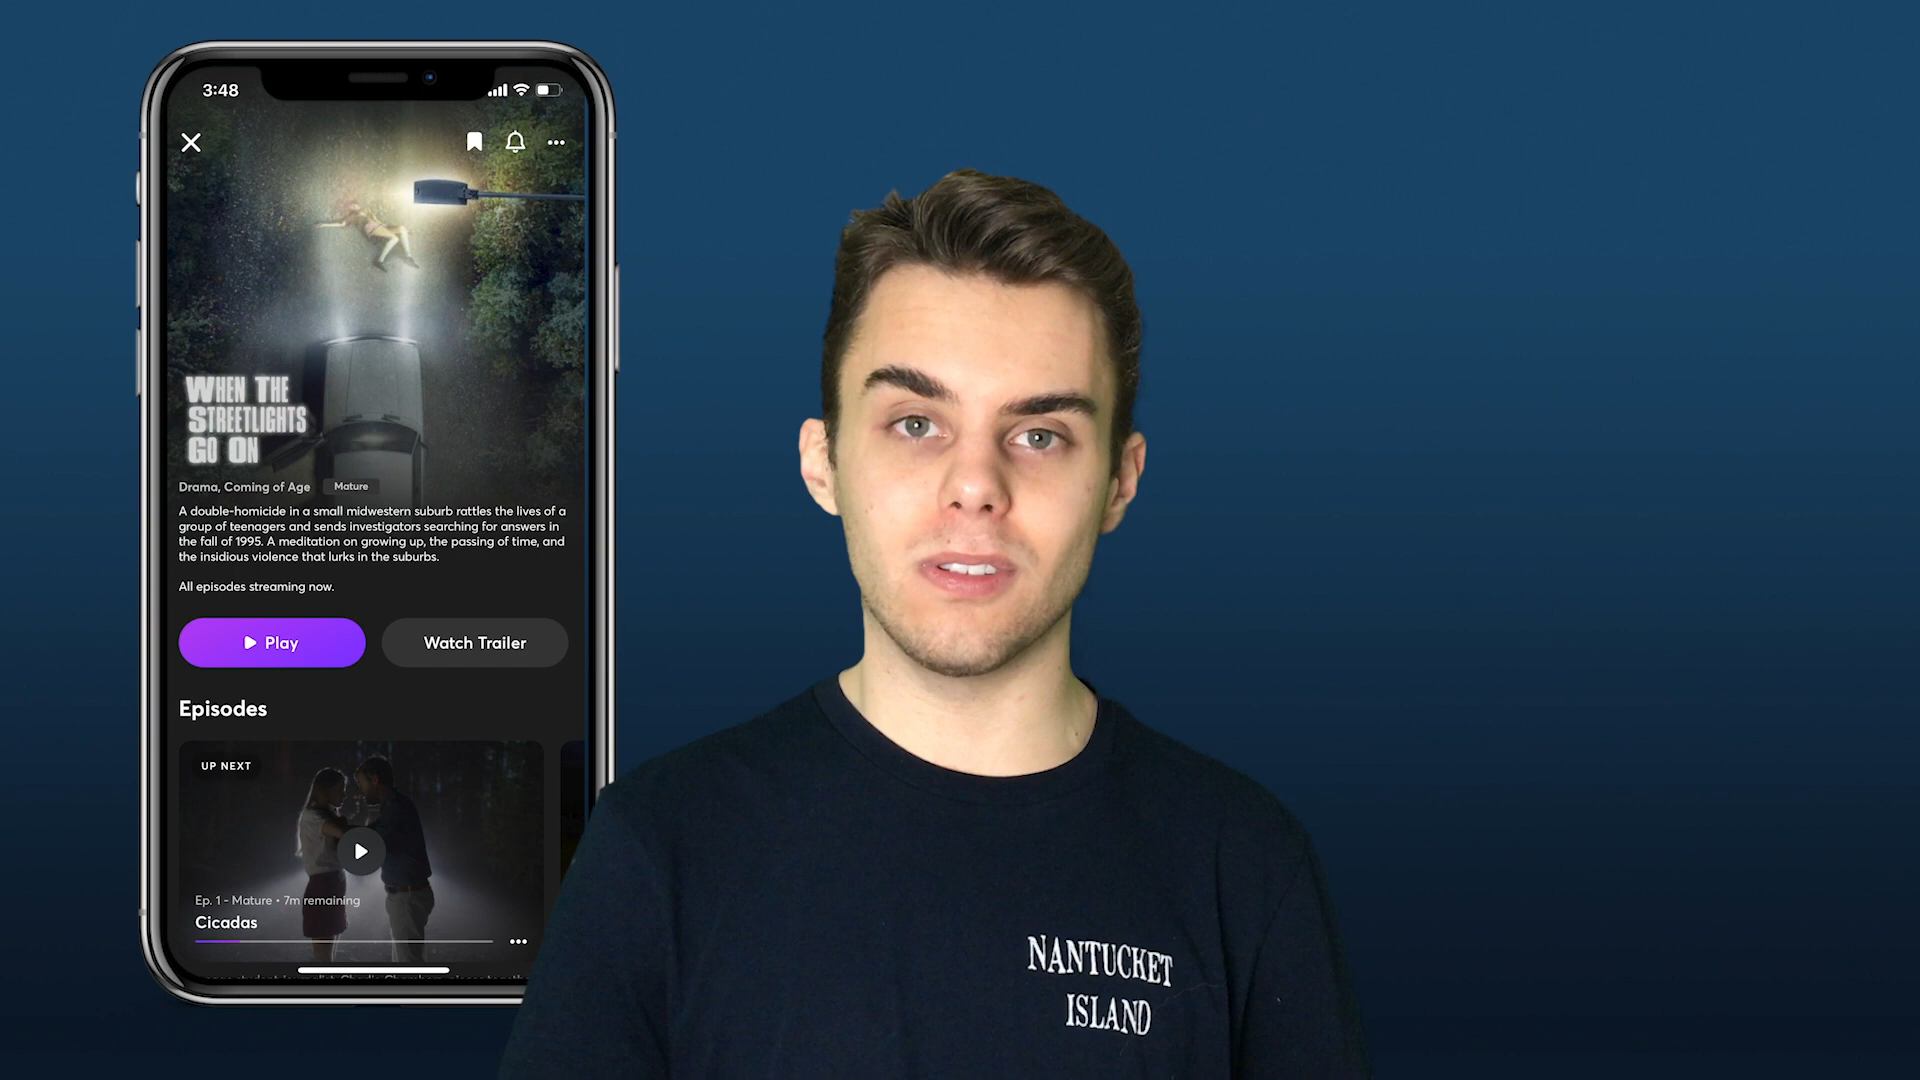 3:48
WHEN THE
STREETLIGHTS
GO ON
Drama, Coming of Age Mature
A double-homicide in a small midwestern suburb rattles the lives of a
group of teenagers and sends investigators searching for answers in
the fall of 1995. A meditation on growing up, the passing of time, and
the insidious violence that lurks in the suburbs.
All episodes streaming now.
Play
Watch Trailer
Episodes
UP NEXT
Ep. 1 - Mature • 7m remaining
Cicadas
NANTUCKET
ISLAND